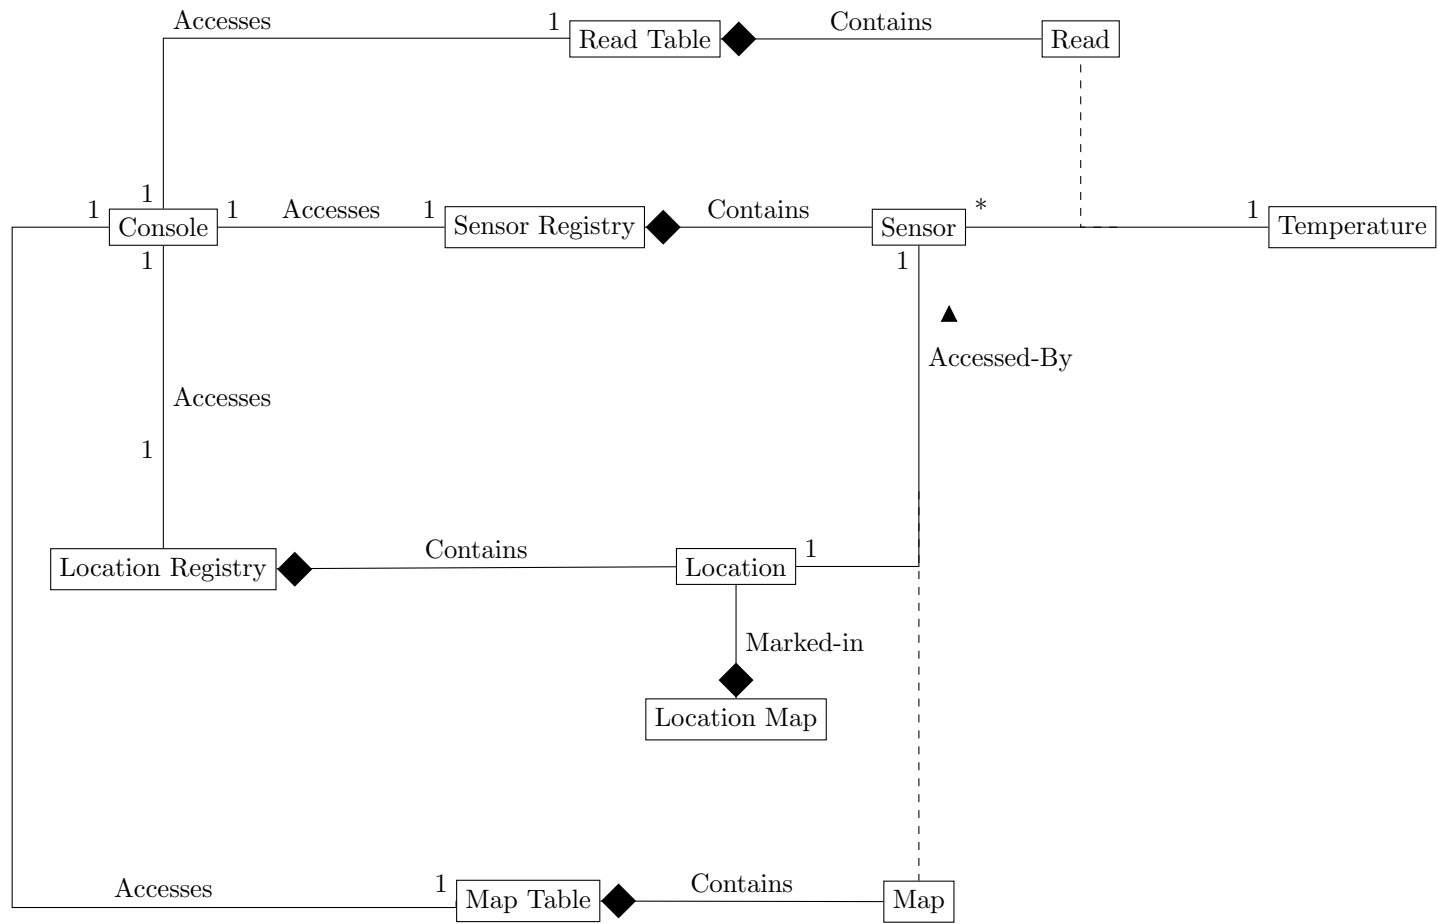 Accesses
1
Contains
Read Table
Read
1
1
1
Accesses
1
Contains
*
1
Console
Sensor Registry
Sensor
Temperature
1
1
Accessed-By
Accesses
1
Contains
1
Location Registry
Location
Marked-in
Location Map
Accesses
1
Contains
Map Table
Map